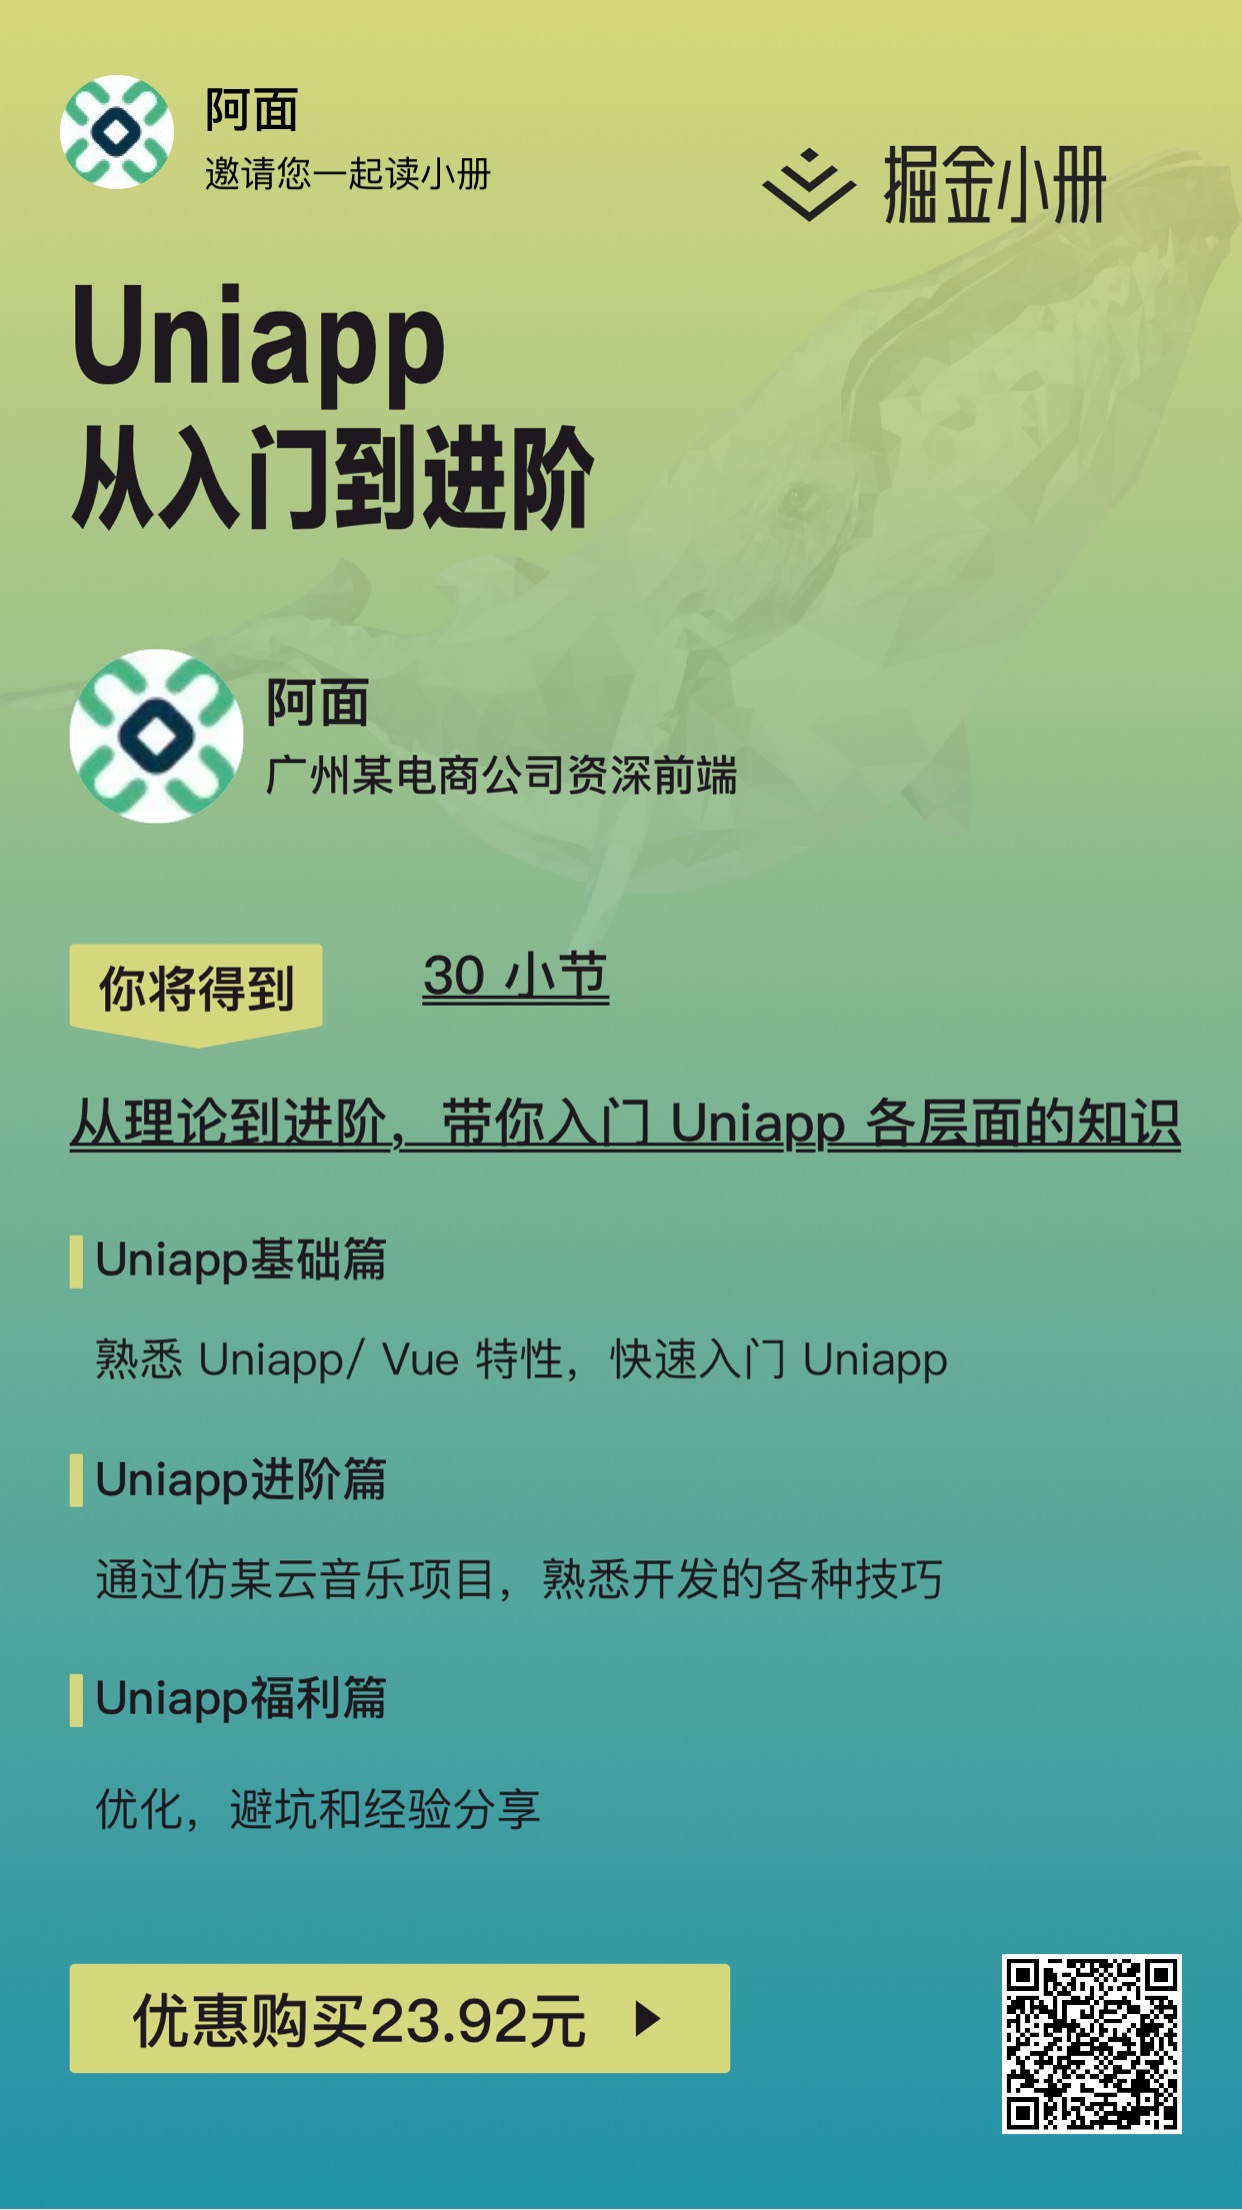 阿面
邀请您一起读小册
掘金小册
Uniapp
从入门到进阶
阿面
广州某电商公司资深前端
你将得到
30 小节
从理论到进阶，带你入门 Uniapp 各层面的知识
Uniapp基础篇
熟悉 Uniapp/ Vue 特性，快速入门 Uniapp
Uniapp进阶篇
通过仿某云音乐项目，熟悉开发的各种技巧
Uniapp福利篇
优化，避坑和经验分享
优惠购买23.92元